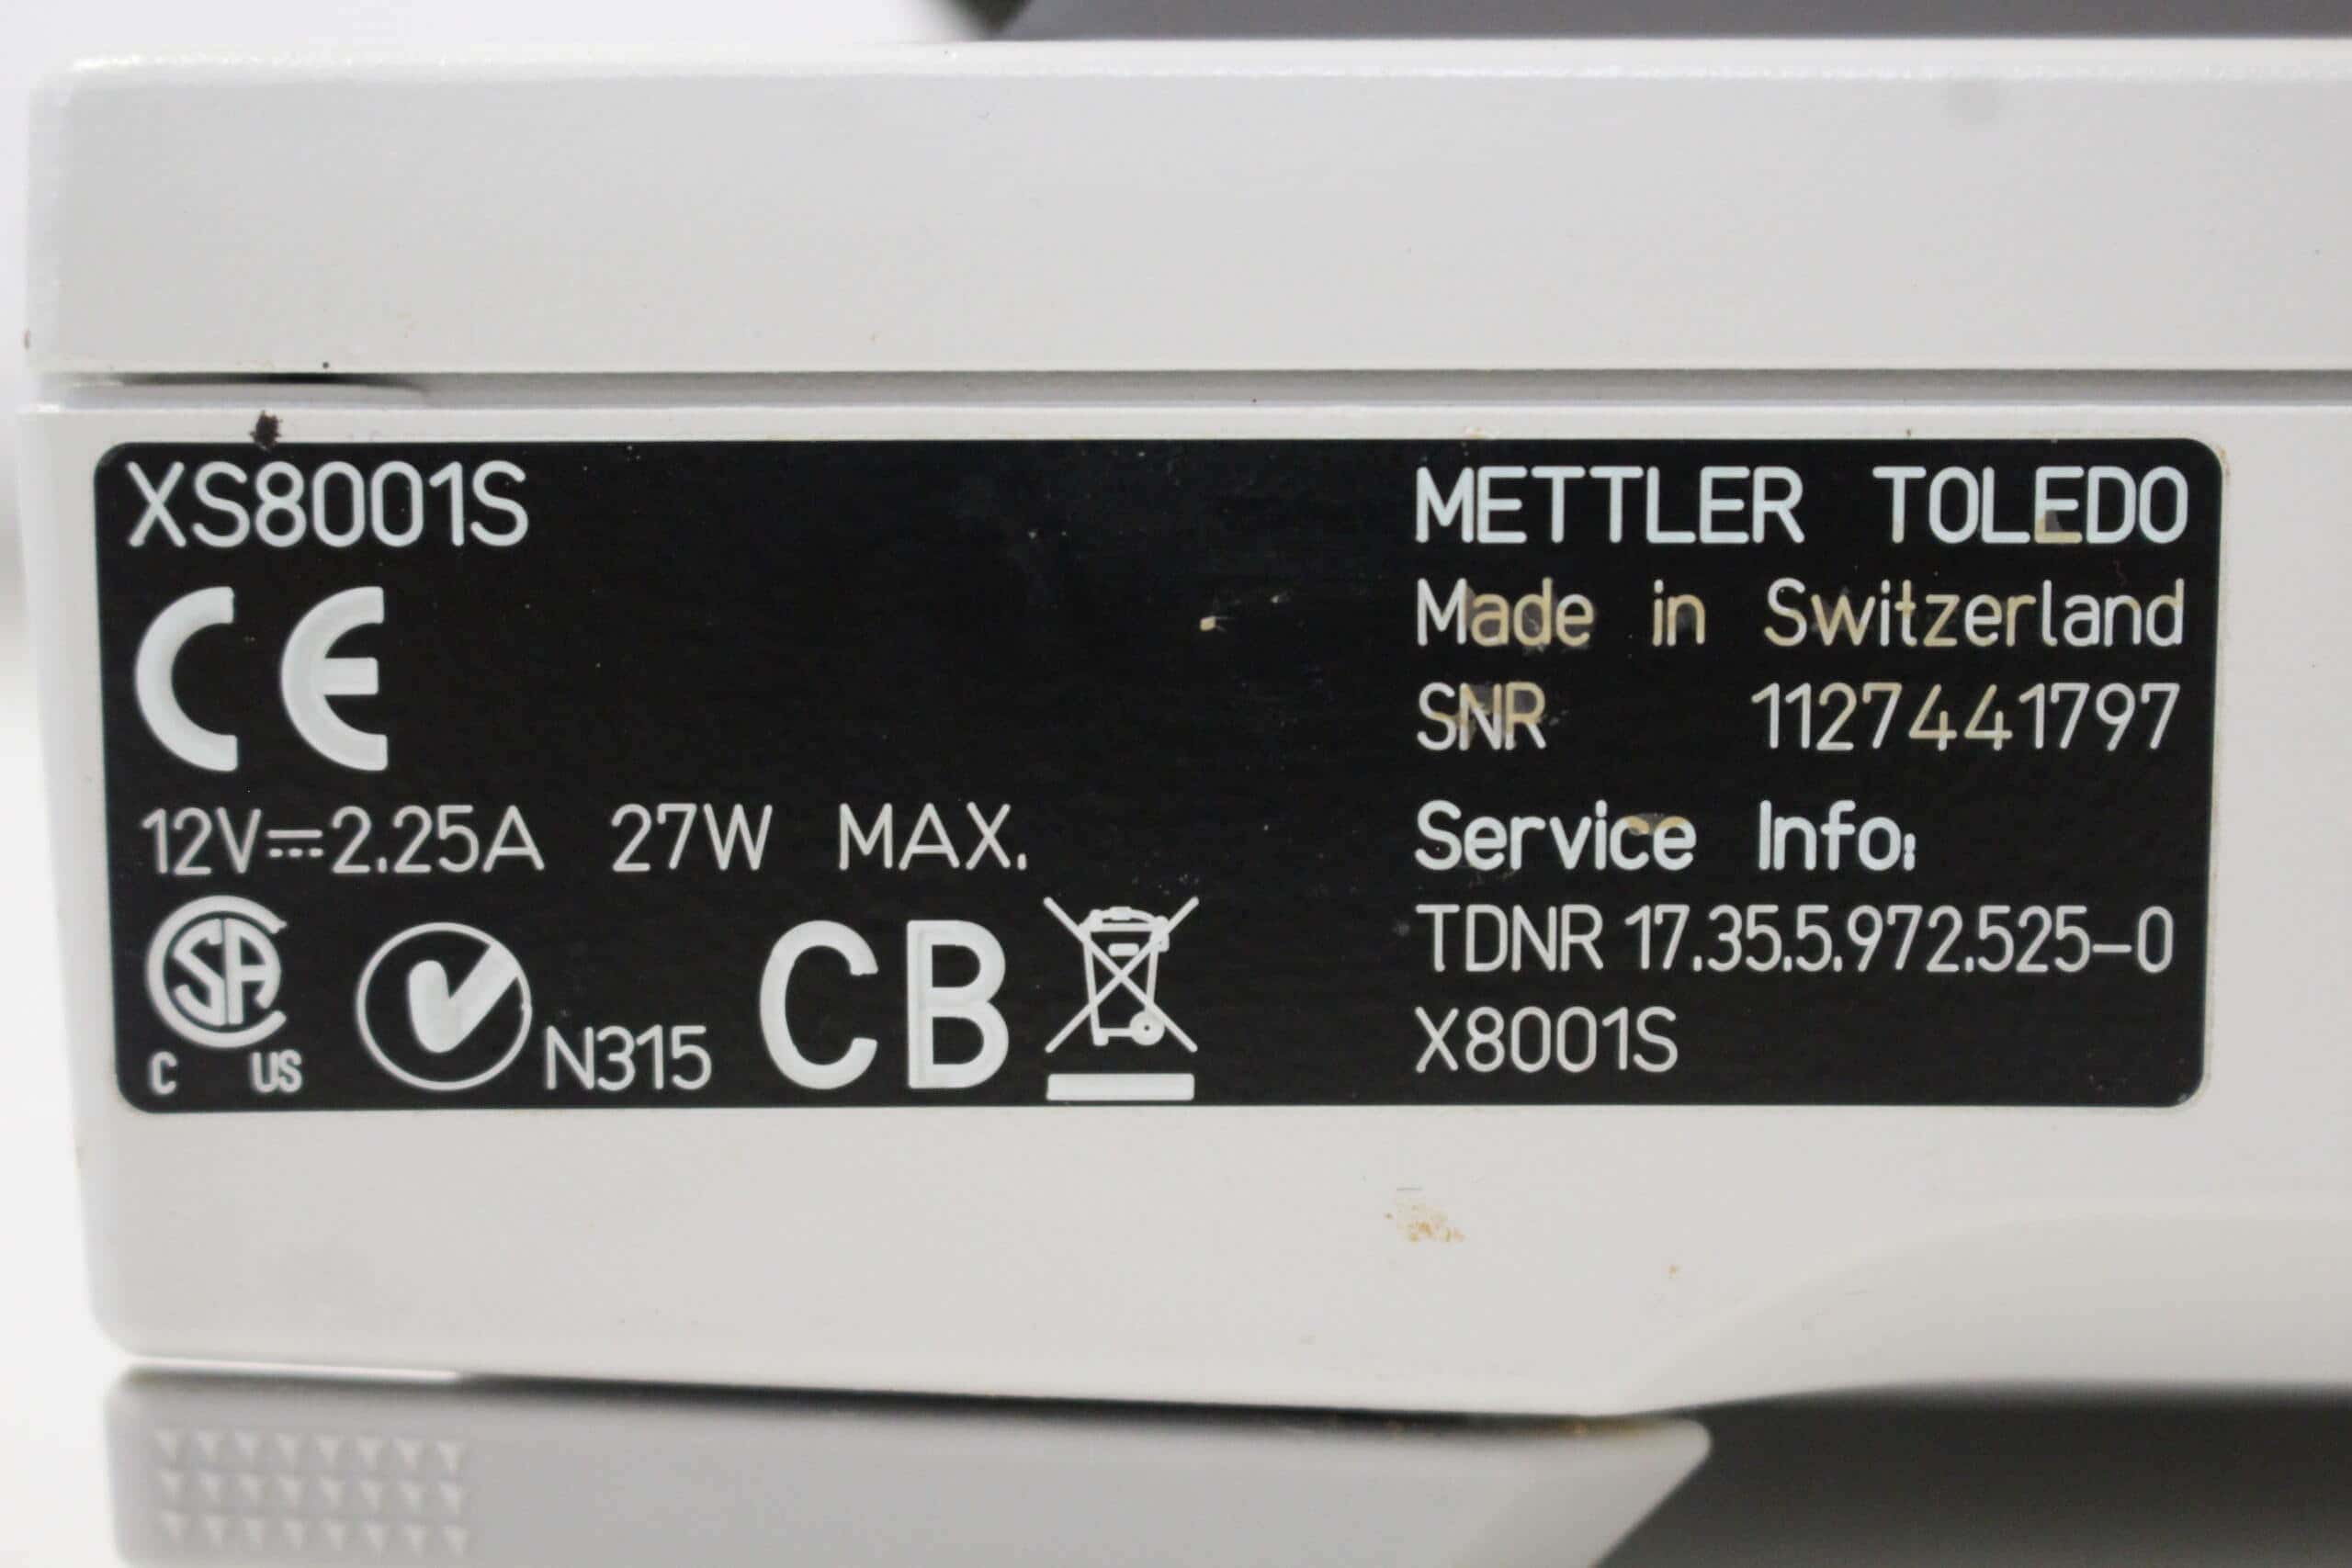 XS8001S
CE
12V⎓2.25A 27W MAX.
SA
C US
N315
CB
METTLER TOLEDO
Made in Switzerland
SNR 1127441797
Service Info:
TDNR 17.35.5.972.525-0
X8001S